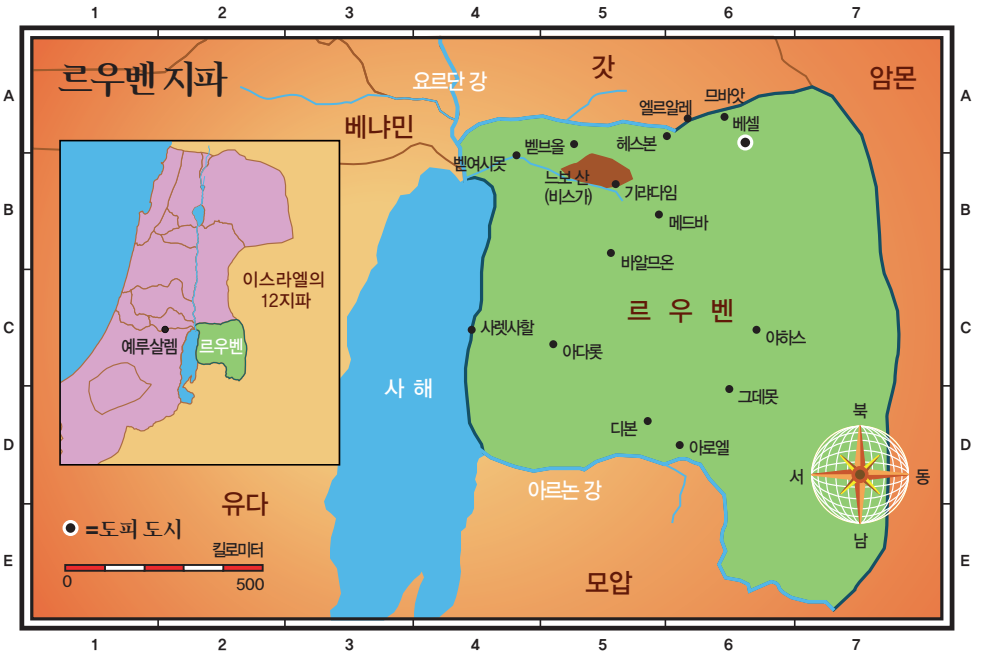 1 2 3 4 5 6 7
A A
B B
C C
D D
E E
르우벤 지파
요르단 강
갓
암몬
베냐민
엘르알레
므바앗
베셀
벧브올
헤스본
벧여시못
느보 산
(비스가)
기랴다임
메드바
바알므온
이스라엘의
12지파
르 우 벤
사렛사할
야하스
예루살렘
르우벤
아다롯
사 해
그데못
디본
아로엘
북
서
동
남
아르논 강
유다
=도피 도시
킬로미터
0 500
모압
1 2 3 4 5 6 7